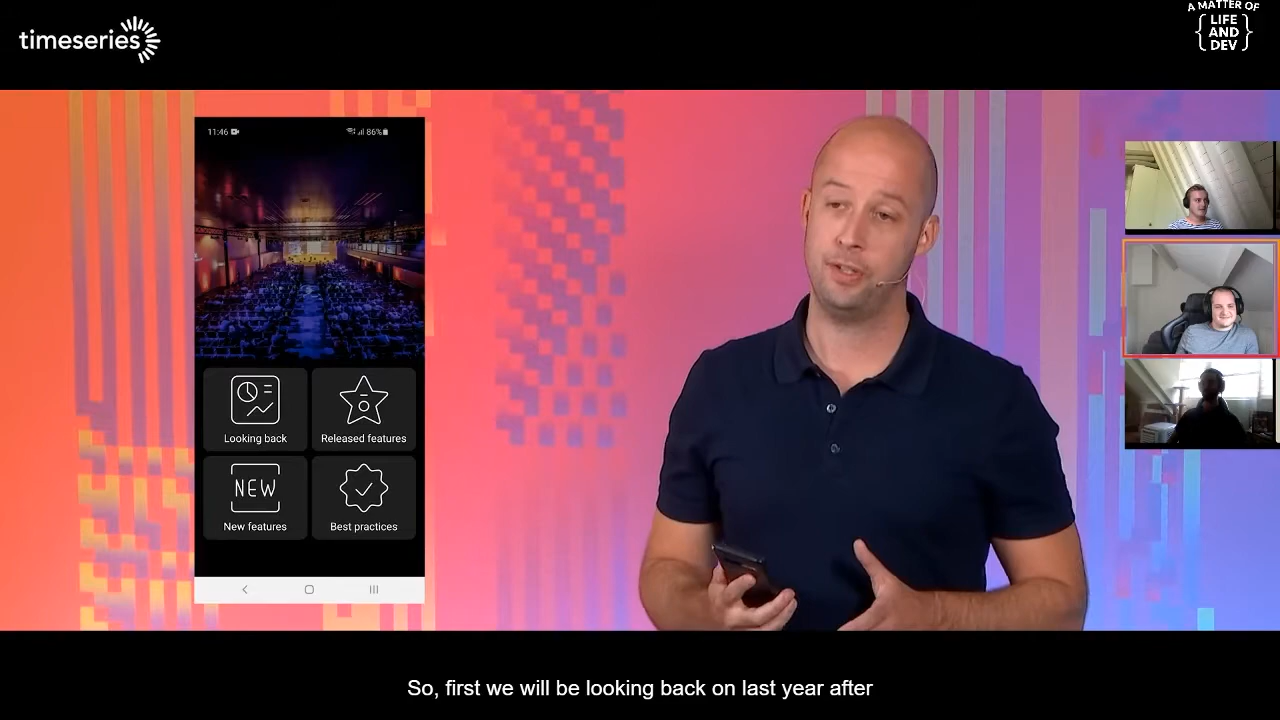 timeseries
A MATTER OF
LIFE
AND
DEV
11:46
86%
Looking back
Released features
NEW
New features
Best practices
So, first we will be looking back on last year after